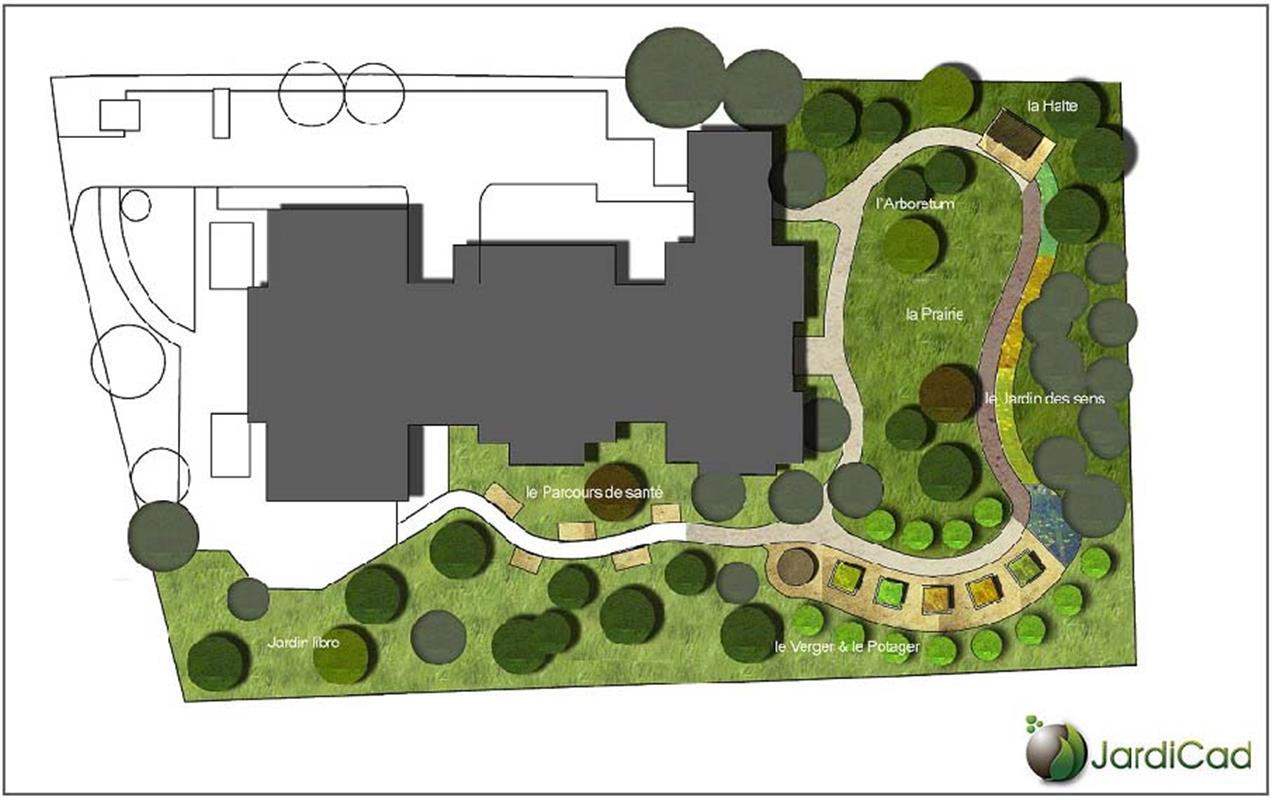 la Halte
l'Arboretum
la Prairie
le Jardin des sens
le Parcours de santé
Jardin libre
le Verger & le Potager
JardiCad